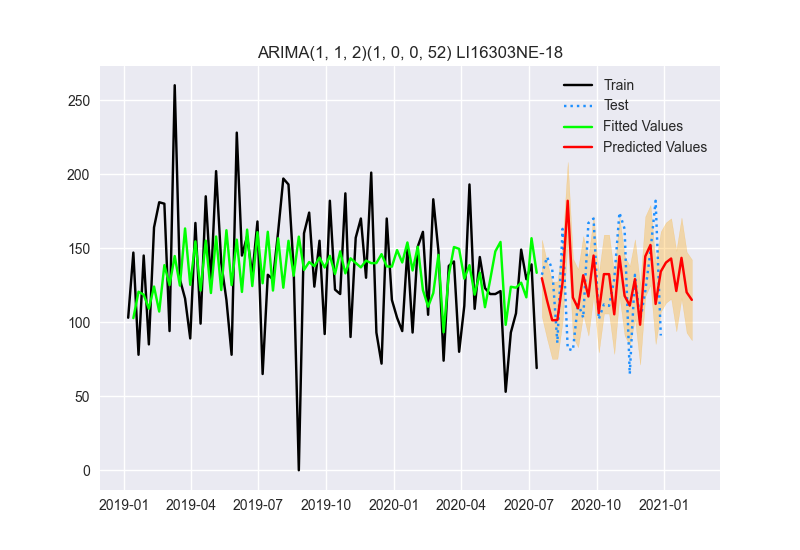 ARIMA(1, 1, 2)(1, 0, 0, 52) LI16303NE-18
Train
Test
Fitted Values
Predicted Values
250
200
150
100
50
0
2019-01 2019-04 2019-07 2019-10 2020-01 2020-04 2020-07 2020-10 2021-01